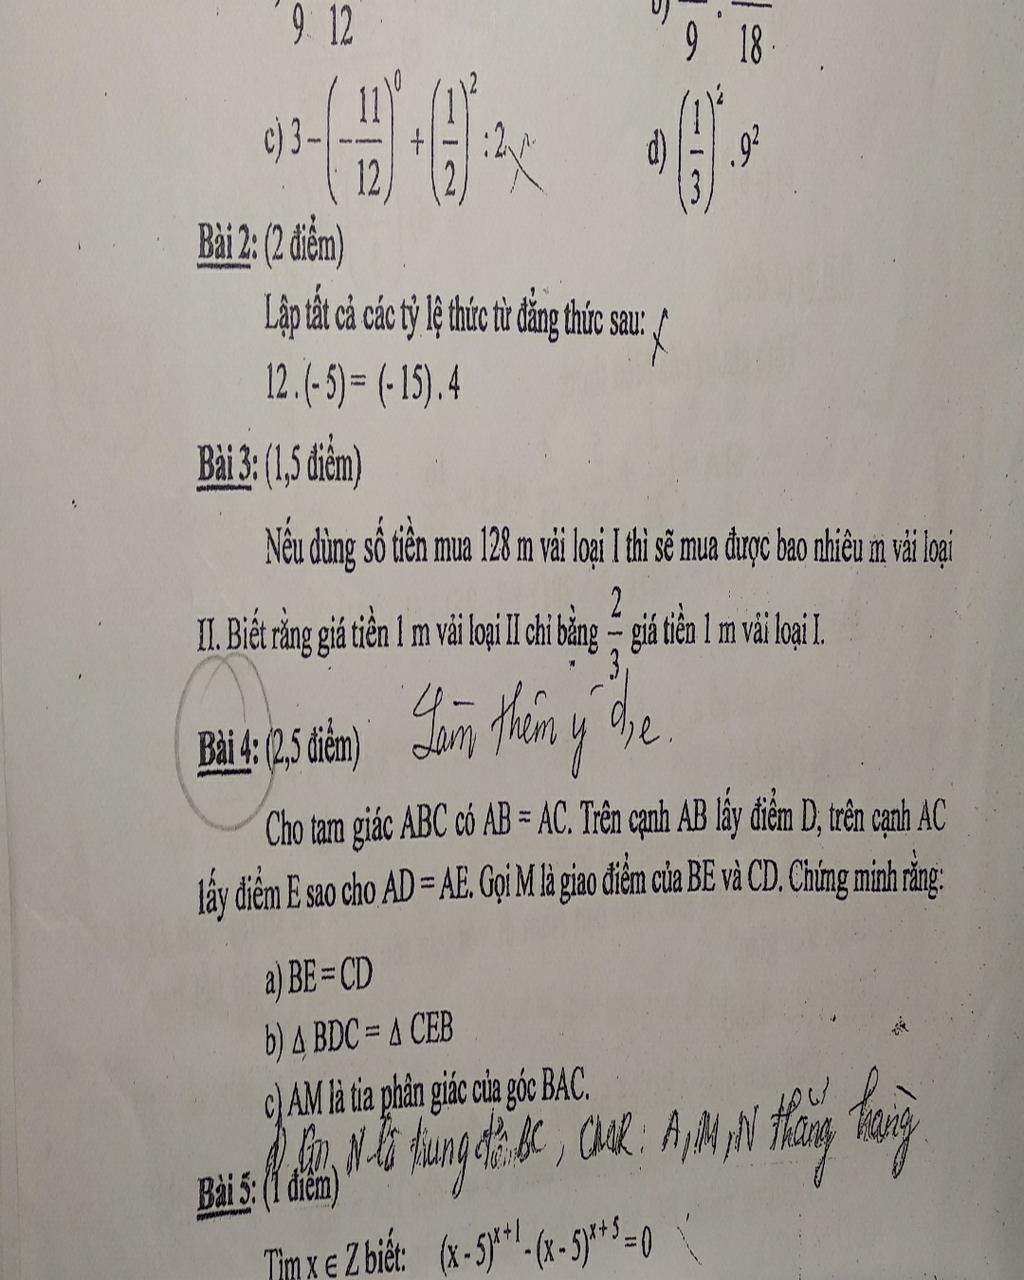 9 12
b) 9 . 18 .
c) 3 - (-11/12)^0 + (1/2)^2 : 2
d) (1/3)^2 . 9^2
Bài 2: (2 điểm)
Lập tất cả các tỷ lệ thức từ đẳng thức sau:
12 . (- 5) = (- 15) . 4
Bài 3: (1,5 điểm)
Nếu dùng số tiền mua 128 m vải loại I thì sẽ mua được bao nhiêu m vải loại
II. Biết rằng giá tiền 1 m vải loại II chỉ bằng 2/3 giá tiền 1 m vải loại I.
Làm thêm ý d, e.
Bài 4: (2,5 điểm)
Cho tam giác ABC có AB = AC. Trên cạnh AB lấy điểm D, trên cạnh AC
lấy điểm E sao cho AD = AE. Gọi M là giao điểm của BE và CD. Chứng minh rằng:
a) BE = CD
b) Δ BDC = Δ CEB
c) AM là tia phân giác của góc BAC.
d) Gọi N là trung điểm BC, CMR: A, M, N thẳng hàng
Bài 5: (1 điểm)
Tìm x ∈ Z biết: (x - 5)^x+1 - (x - 5)^x+5 = 0